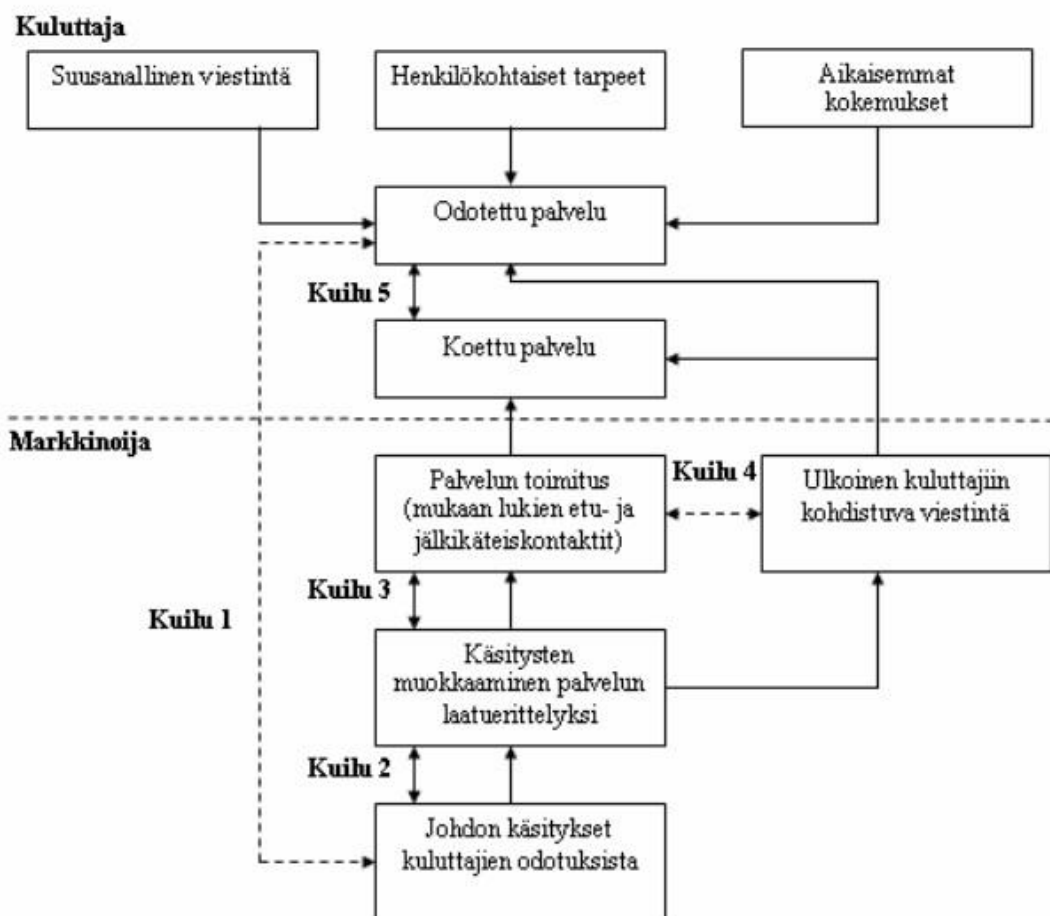 Kuluttaja
Suusanallinen viestintä
Henkilökohtaiset tarpeet
Aikaisemmat
kokemukset
Odotettu palvelu
Kuilu 5
Koettu palvelu
Markkinoija
Palvelun toimitus
(mukaan lukien etu- ja
jälkikäteiskontaktit)
Kuilu 4
Ulkoinen kuluttajiin
kohdistuva viestintä
Kuilu 3
Kuilu 1
Käsitysten
muokkaaminen palvelun
laatuerittelyksi
Kuilu 2
Johdon käsitykset
kuluttajien odotuksista